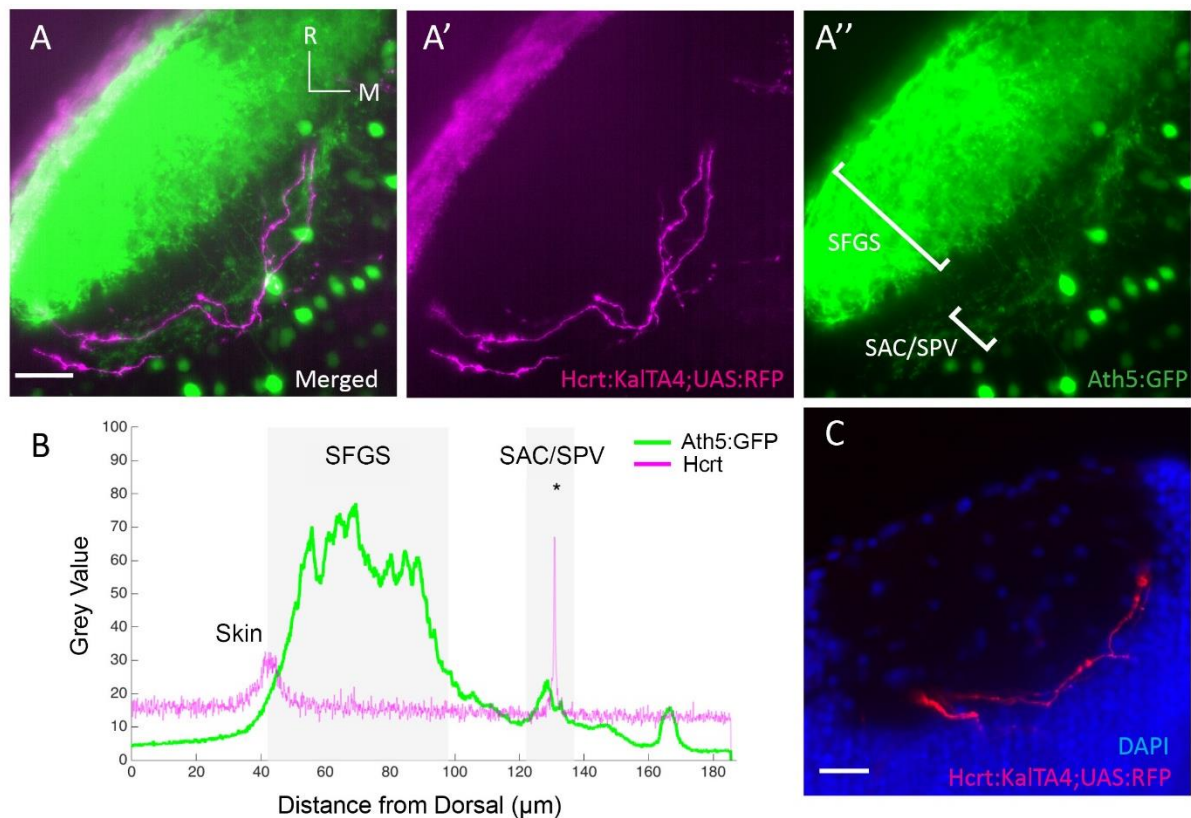 A
R
M
Merged
A'
Hcrt:KalTA4;UAS:RFP
A''
SFGS
SAC/SPV
Ath5:GFP
B
100
90
80
70
60
50
40
30
20
10
0
Grey Value
Skin
SFGS
SAC/SPV
*
Ath5:GFP
Hcrt
0
20
40
60
80
100
120
140
160
180
Distance from Dorsal (µm)
C
DAPI
Hcrt:KalTA4;UAS:RFP